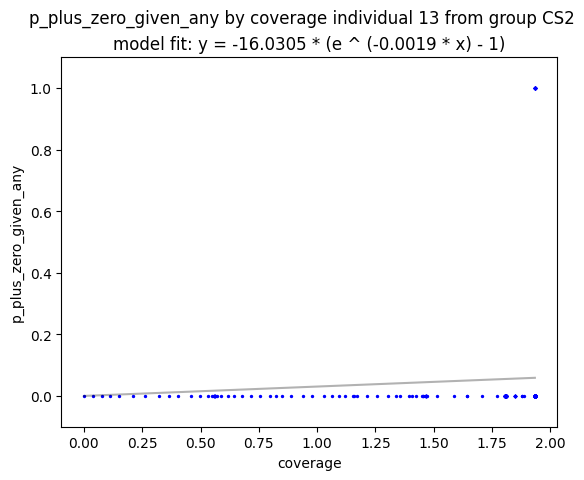 p_plus_zero_given_any by coverage individual 13 from group CS2
model fit: y = -16.0305 * (e ^ (-0.0019 * x) - 1)
1.0
0.8
0.6
0.4
0.2
0.0
p_plus_zero_given_any
0.00 0.25 0.50 0.75 1.00 1.25 1.50 1.75 2.00
coverage